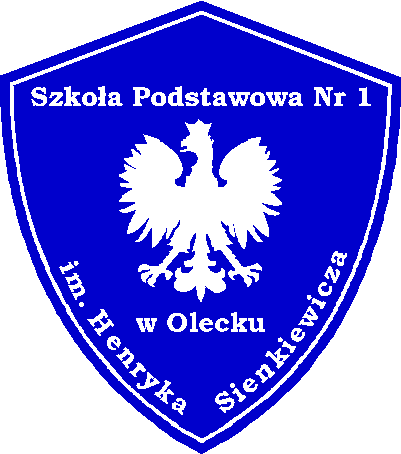 Szkoła Podstawowa Nr 1
w Olecku
im. Henryka Sienkiewicza